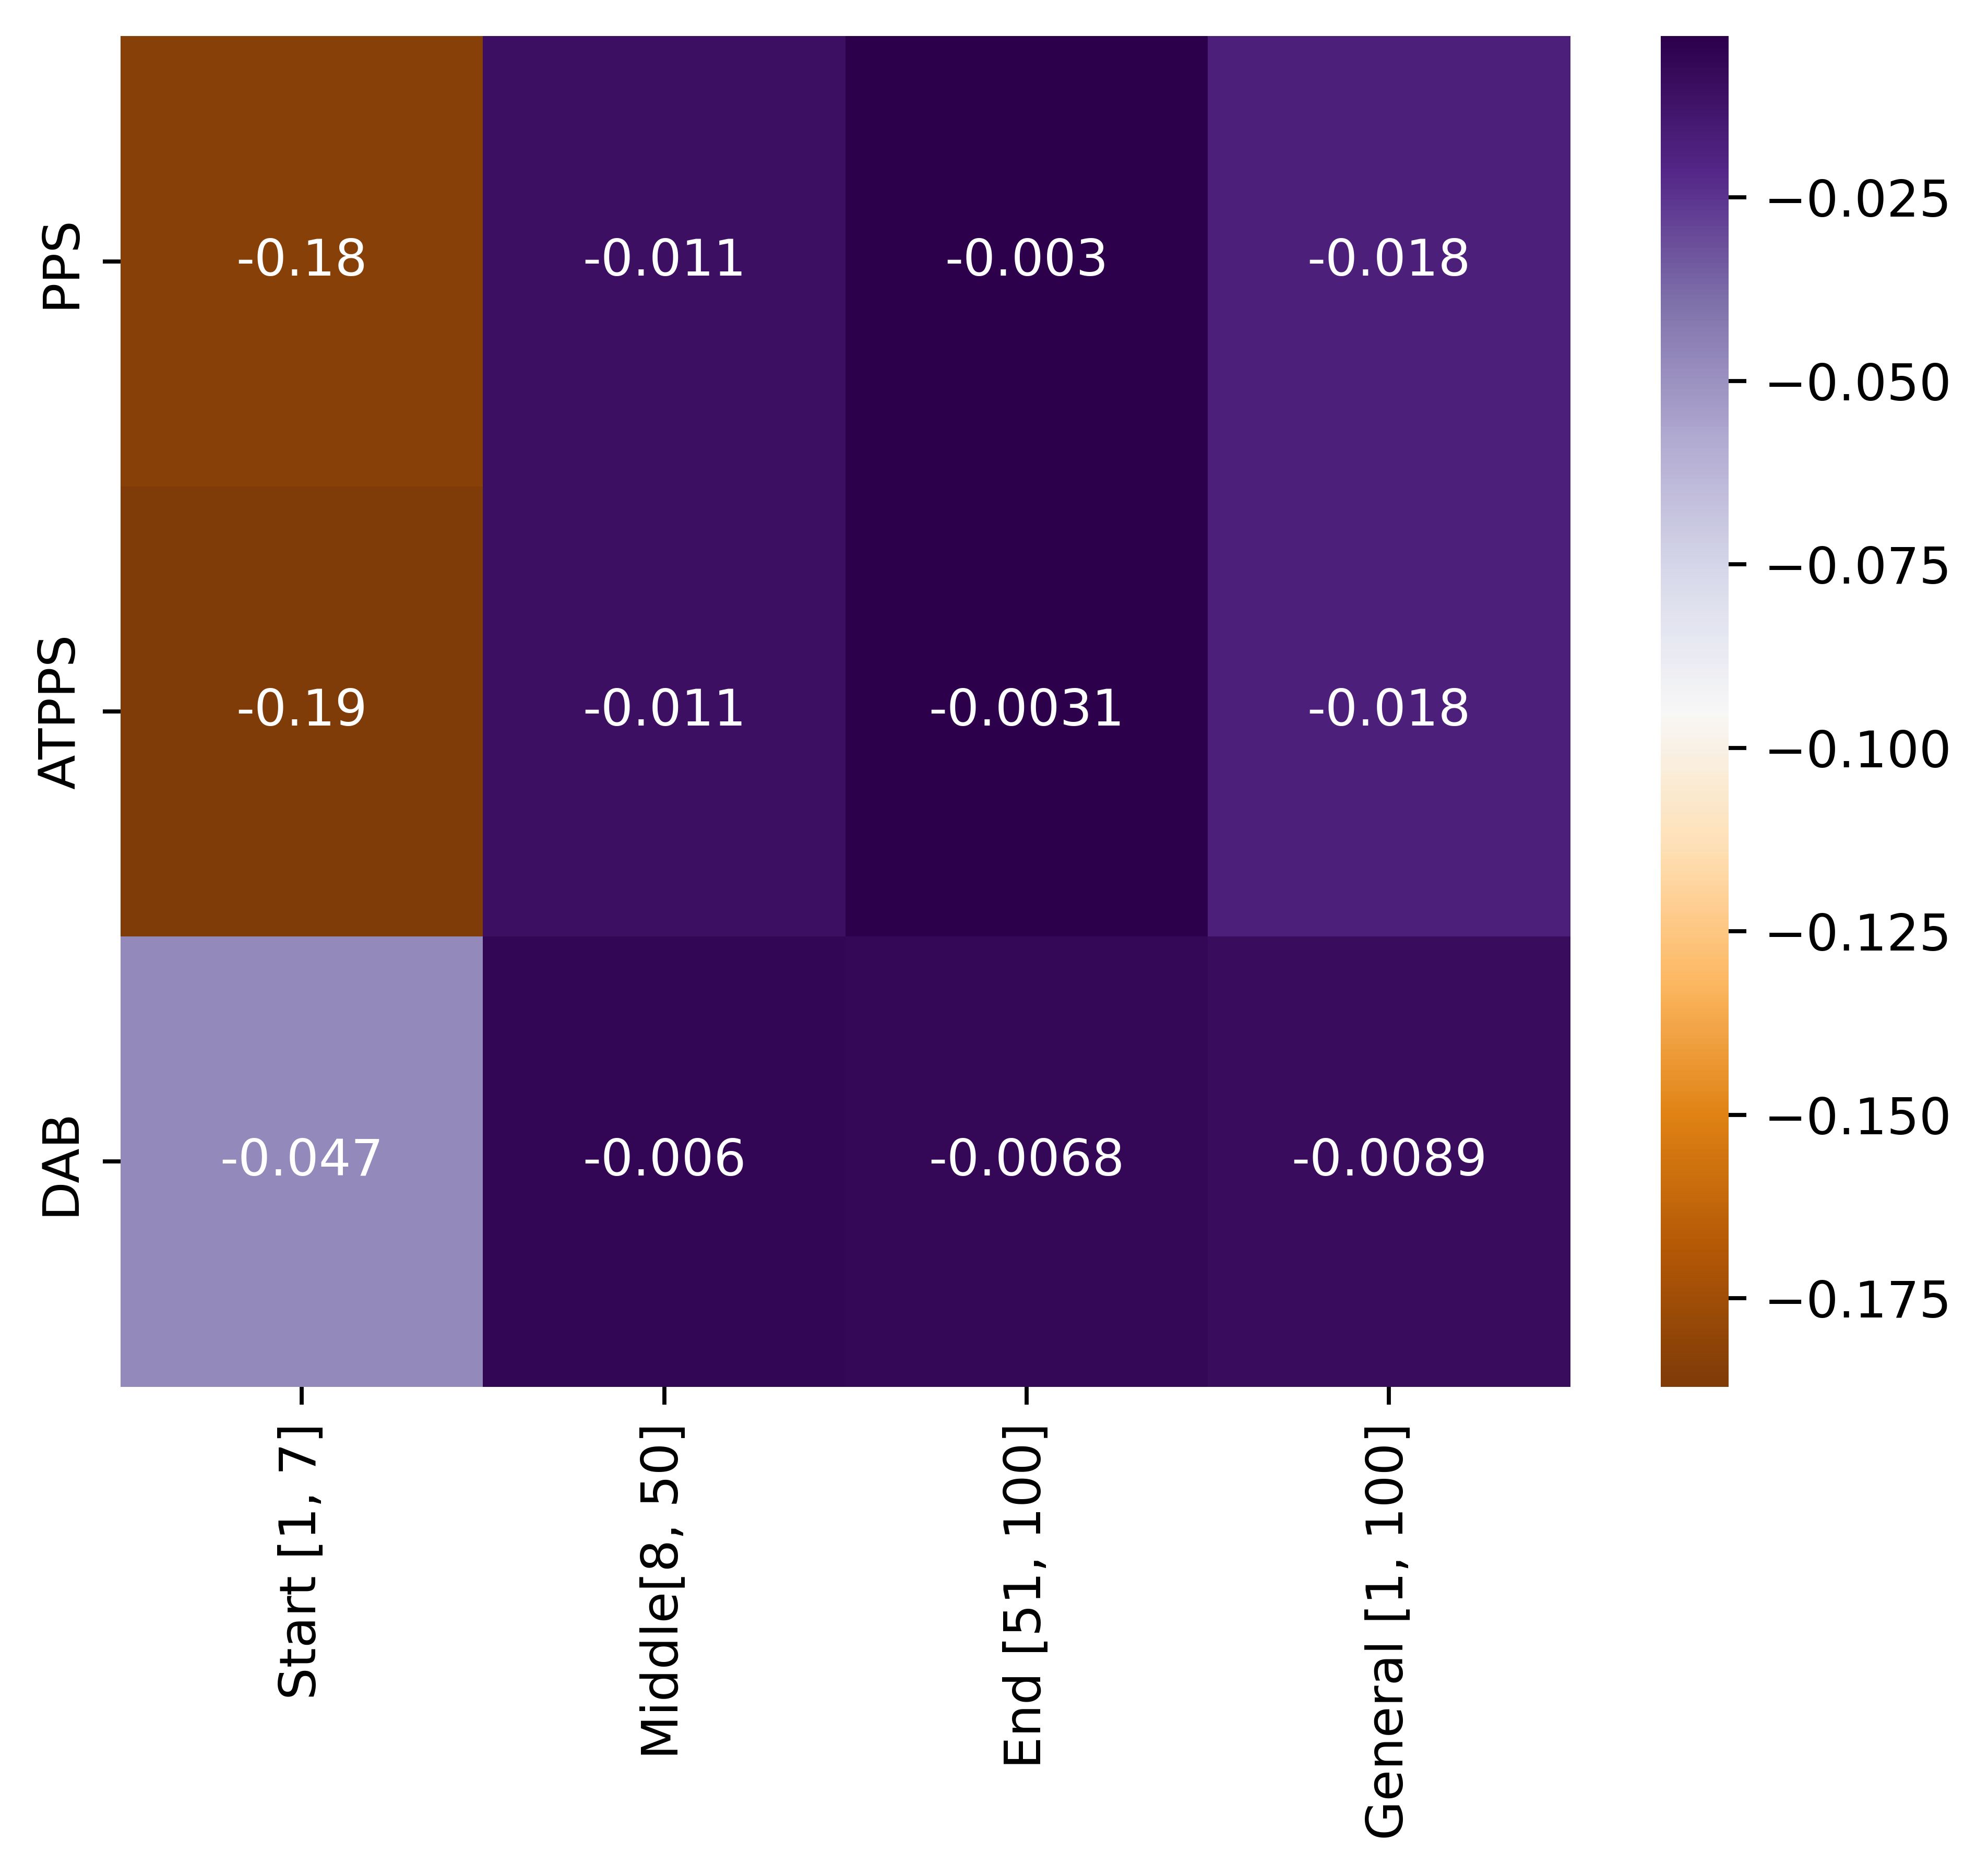 PPS
-0.18 -0.011 -0.003 -0.018
ATPPS
-0.19 -0.011 -0.0031 -0.018
DAB
-0.047 -0.006 -0.0068 -0.0089
Start [1, 7]
Middle[8, 50]
End [51, 100]
General [1, 100]
−0.025
−0.050
−0.075
−0.100
−0.125
−0.150
−0.175